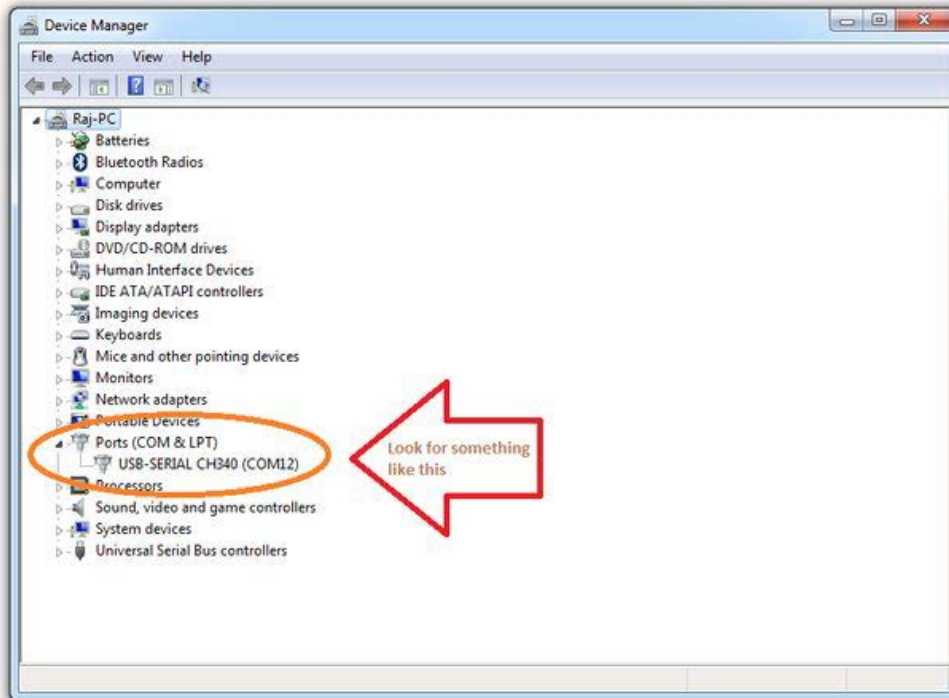 Device Manager
File Action View Help
Raj-PC
Batteries
Bluetooth Radios
Computer
Disk drives
Display adapters
DVD/CD-ROM drives
Human Interface Devices
IDE ATA/ATAPI controllers
Imaging devices
Keyboards
Mice and other pointing devices
Monitors
Network adapters
Portable Devices
Ports (COM & LPT)
USB-SERIAL CH340 (COM12)
Look for something
like this
Processors
Sound, video and game controllers
System devices
Universal Serial Bus controllers